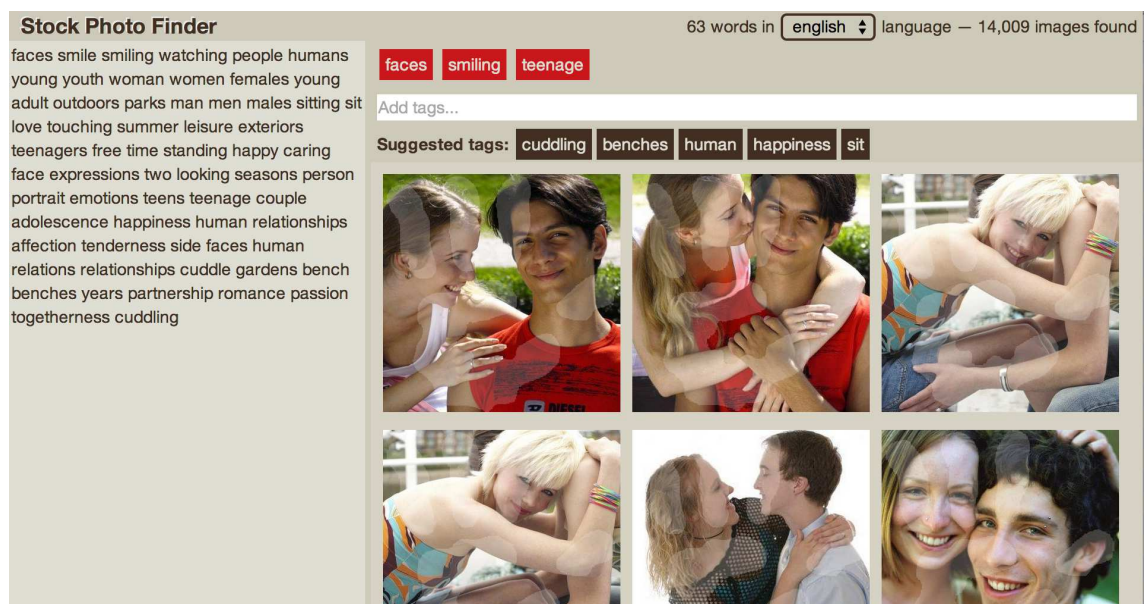 Stock Photo Finder
63 words in english language — 14,009 images found
faces smile smiling watching people humans
young youth woman women females young
adult outdoors parks man men males sitting sit
love touching summer leisure exteriors
teenagers free time standing happy caring
face expressions two looking seasons person
portrait emotions teens teenage couple
adolescence happiness human relationships
affection tenderness side faces human
relations relationships cuddle gardens bench
benches years partnership romance passion
togetherness cuddling
faces smiling teenage
Add tags...
Suggested tags: cuddling benches human happiness sit
DIESEL